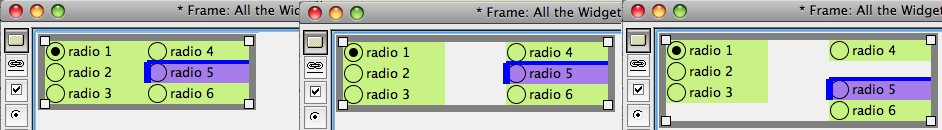 * Frame: All the Wid
radio 1 radio 4
radio 2 radio 5
radio 3 radio 6
* Frame: All the Widget
radio 1 radio 4
radio 2 radio 5
radio 3 radio 6
* Frame: All the Widge
radio 1 radio 4
radio 2
radio 3 radio 5
radio 6